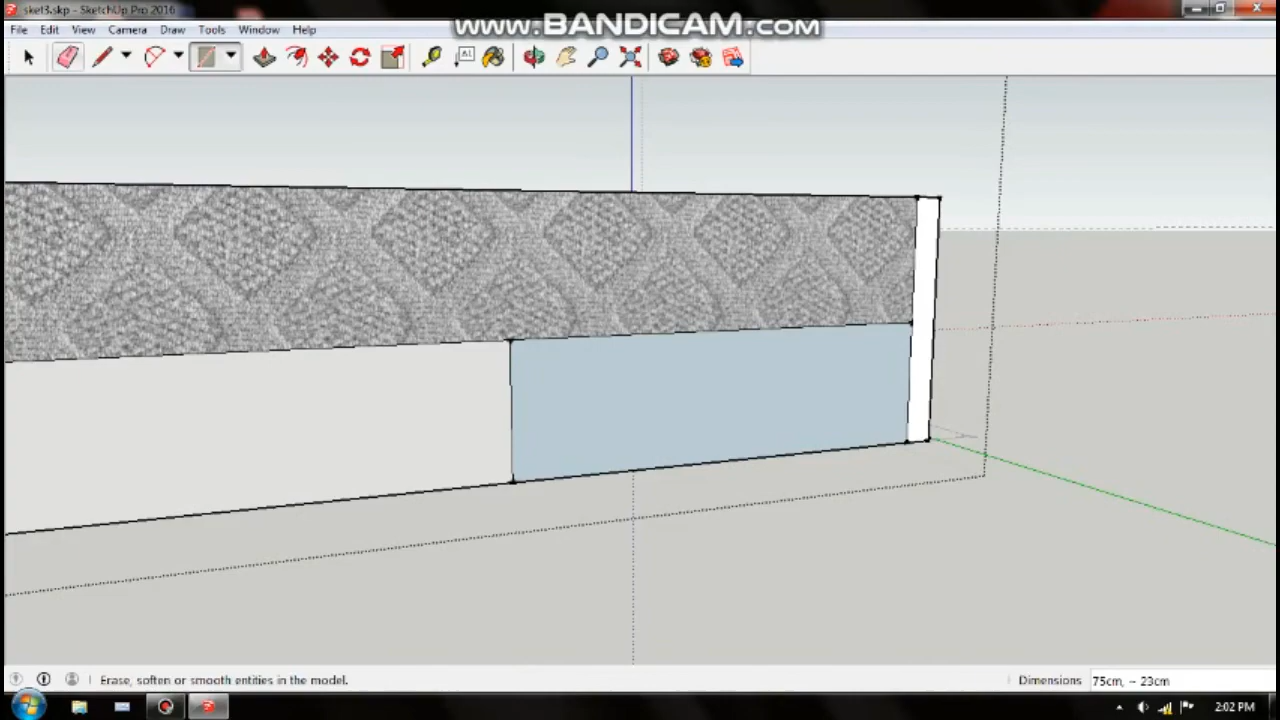 sket3.skp - SketchUp Pro 2016
www.BANDICAM.com
File Edit View Camera Draw Tools Window Help
A1
Erase, soften or smooth entities in the model.
Dimensions 75cm, ~ 23cm
2:02 PM